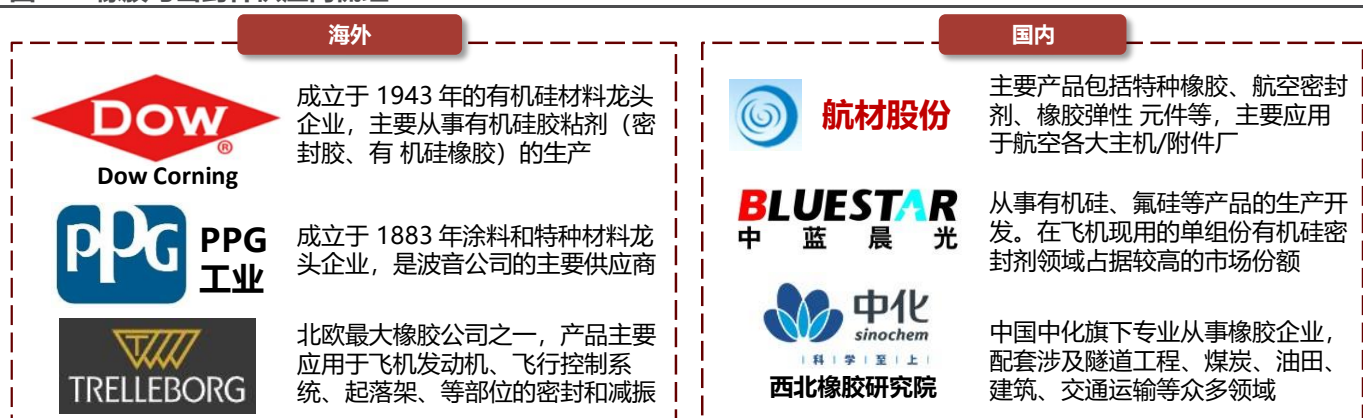 海外
DOW
®
Dow Corning
成立于 1943 年的有机硅材料龙头
企业，主要从事有机硅胶粘剂（密
封胶、有 机硅橡胶）的生产
PPG
PPG
工业
成立于 1883 年涂料和特种材料龙
头企业，是波音公司的主要供应商
TRELLEBORG
北欧最大橡胶公司之一，产品主要
应用于飞机发动机、飞行控制系
统、起落架、等部位的密封和减振
国内
航材股份
主要产品包括特种橡胶、航空密封
剂、橡胶弹性 元件等，主要应用
于航空各大主机/附件厂
BLUESTAR
中蓝晨光
从事有机硅、氟硅等产品的生产开
发。在飞机现用的单组份有机硅密
封剂领域占据较高的市场份额
中化
sinochem
科学至上
西北橡胶研究院
中国中化旗下专业从事橡胶企业，
配套涉及隧道工程、煤炭、油田、
建筑、交通运输等众多领域